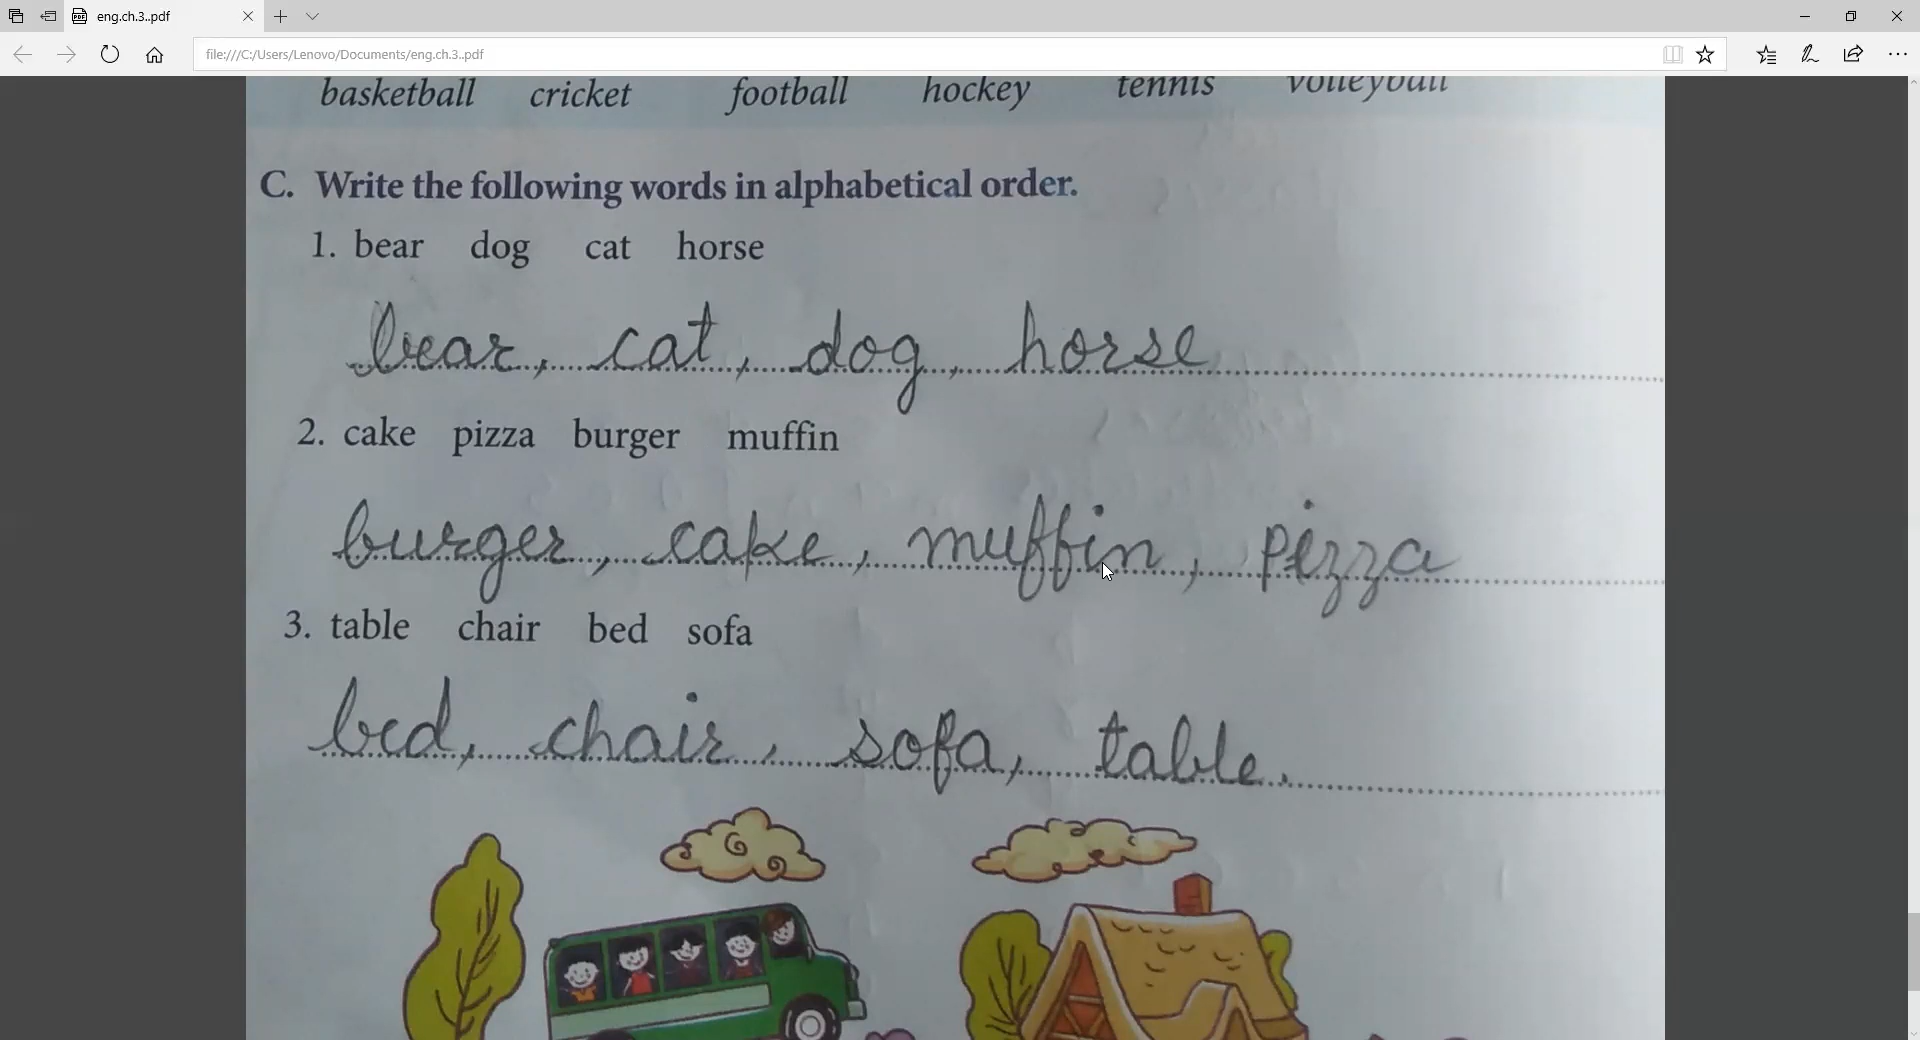 eng.ch.3..pdf
file:///C:/Users/Lenovo/Documents/eng.ch.3..pdf
basketball cricket football hockey tennis volleyball
C. Write the following words in alphabetical order.
1. bear dog cat horse
bear, cat, dog, horse
2. cake pizza burger muffin
burger, cake, muffin, pizza
3. table chair bed sofa
bed, chair, sofa, table.